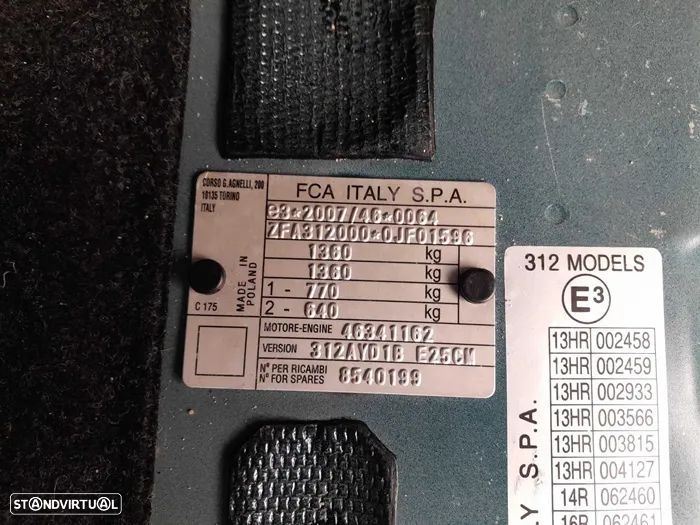 CORSO G. AGNELLI, 200
10135 TORINO
ITALY
FCA ITALY S.P.A.
e3*2007/46*0064
ZFA312000*0JF01596
1360 kg
1360 kg
1 - 770 kg
2 - 640 kg
MADE IN
POLAND
C 175
MOTORE-ENGINE 46341162
VERSION 312AYD1B E25CM
N° PER RICAMBI
N° FOR SPARES 8540199
312 MODELS
E3
13HR 002458
13HR 002459
13HR 002933
13HR 003566
13HR 003815
13HR 004127
14R 062460
16R 062461
Y S.P.A.
STANDVIRTUAL